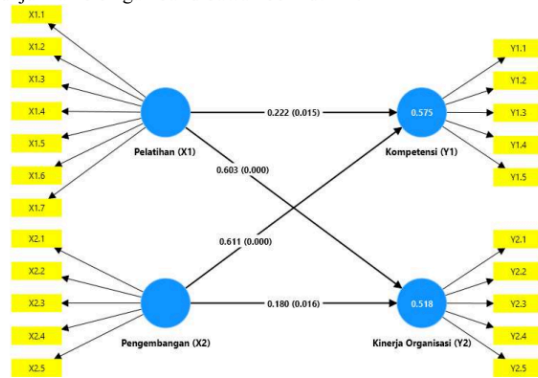 X1.1
X1.2
X1.3
X1.4
X1.5
X1.6
X1.7
Pelatihan (X1)
0.222 (0.015)
0.603 (0.000)
0.575
Kompetensi (Y1)
Y1.1
Y1.2
Y1.3
Y1.4
Y1.5
X2.1
X2.2
X2.3
X2.4
X2.5
Pengembangan (X2)
0.611 (0.000)
0.180 (0.016)
0.518
Kinerja Organisasi (Y2)
Y2.1
Y2.2
Y2.3
Y2.4
Y2.5